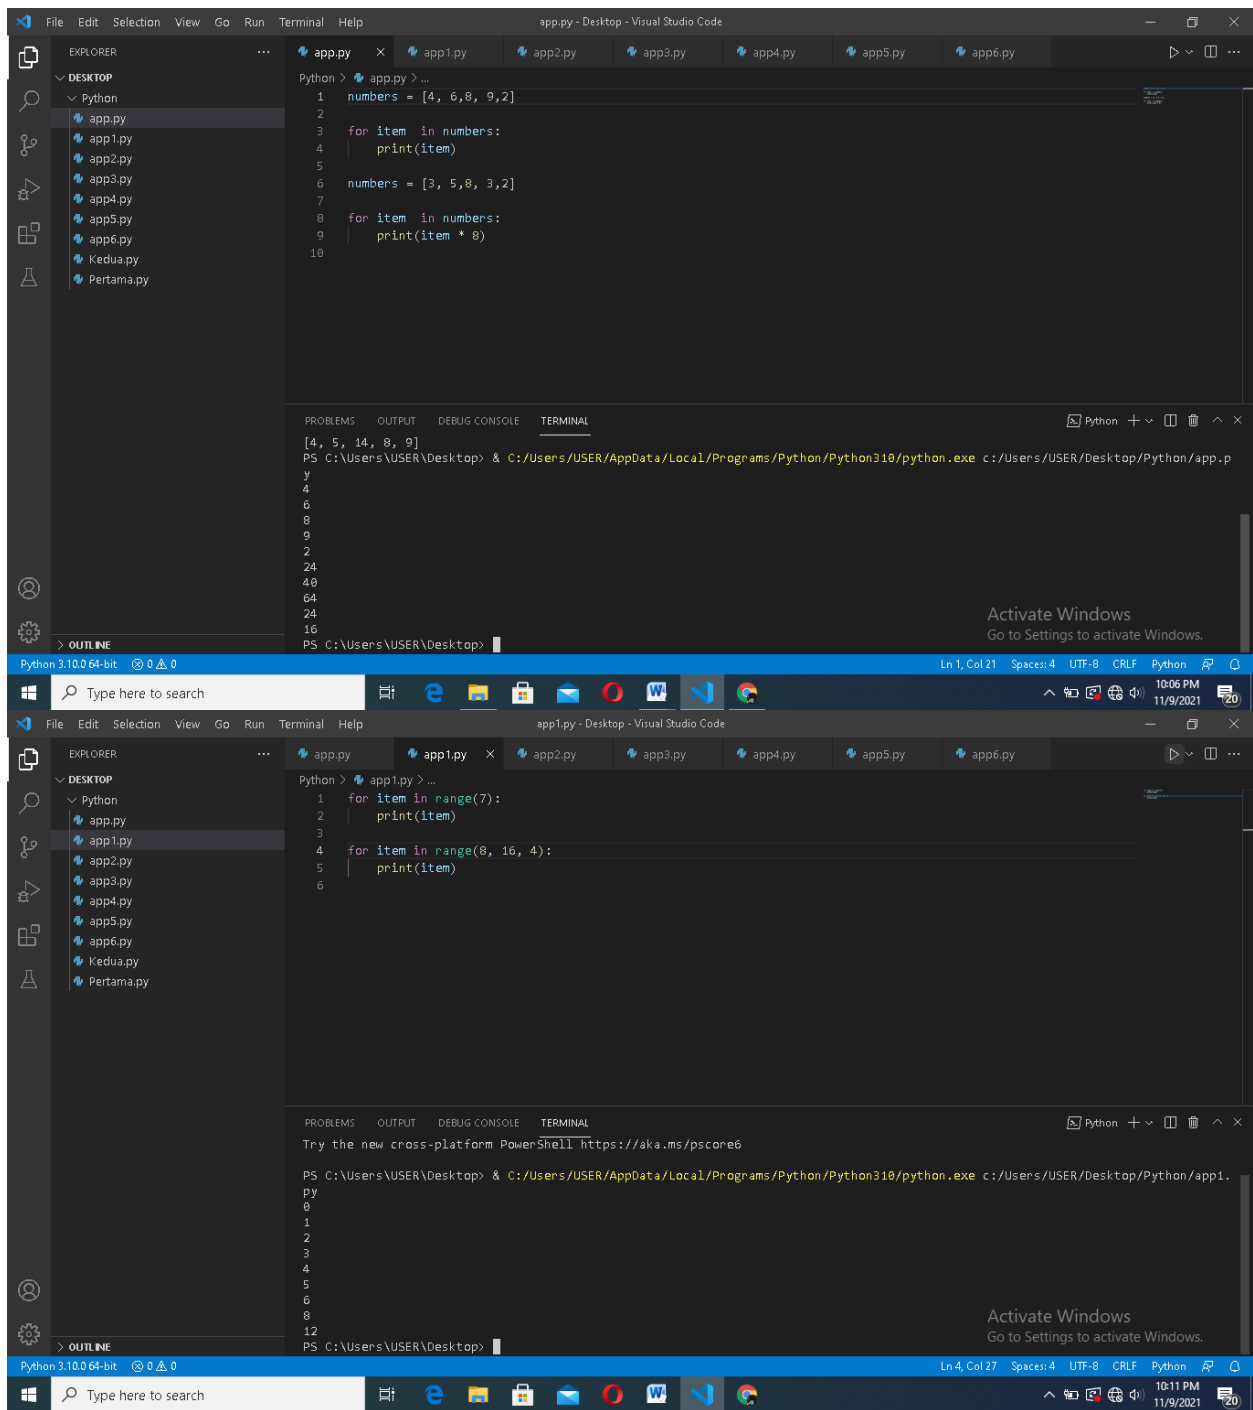 File Edit Selection View Go Run Terminal Help app.py - Desktop - Visual Studio Code
EXPLORER ... app.py × app1.py app2.py app3.py app4.py app5.py app6.py
DESKTOP
Python > app.py > ...
Python
app.py
app1.py
app2.py
app3.py
app4.py
app5.py
app6.py
Kedua.py
Pertama.py
1 numbers = [4, 6,8, 9,2]
2
3 for item  in numbers:
4     print(item)
5
6 numbers = [3, 5,8, 3,2]
7
8 for item  in numbers:
9     print(item * 8)
10
PROBLEMS OUTPUT DEBUG CONSOLE TERMINAL Python
[4, 5, 14, 8, 9]
PS C:\Users\USER\Desktop> & C:/Users/USER/AppData/Local/Programs/Python/Python310/python.exe c:/Users/USER/Desktop/Python/app.p
y
4
6
8
9
2
24
40
64
24
16
PS C:\Users\USER\Desktop>
Activate Windows
Go to Settings to activate Windows.
OUTLINE
Python 3.10.0 64-bit 0 0 Ln 1, Col 21 Spaces: 4 UTF-8 CRLF Python
Type here to search
10:06 PM
11/9/2021
20
File Edit Selection View Go Run Terminal Help app1.py - Desktop - Visual Studio Code
EXPLORER ... app.py app1.py × app2.py app3.py app4.py app5.py app6.py
DESKTOP
Python > app1.py > ...
Python
app.py
app1.py
app2.py
app3.py
app4.py
app5.py
app6.py
Kedua.py
Pertama.py
1 for item in range(7):
2     print(item)
3
4 for item in range(8, 16, 4):
5     print(item)
6
PROBLEMS OUTPUT DEBUG CONSOLE TERMINAL Python
Try the new cross-platform PowerShell https://aka.ms/pscore6
PS C:\Users\USER\Desktop> & C:/Users/USER/AppData/Local/Programs/Python/Python310/python.exe c:/Users/USER/Desktop/Python/app1.
py
0
1
2
3
4
5
6
8
12
PS C:\Users\USER\Desktop>
Activate Windows
Go to Settings to activate Windows.
OUTLINE
Python 3.10.0 64-bit 0 0 Ln 4, Col 27 Spaces: 4 UTF-8 CRLF Python
Type here to search
10:11 PM
11/9/2021
20